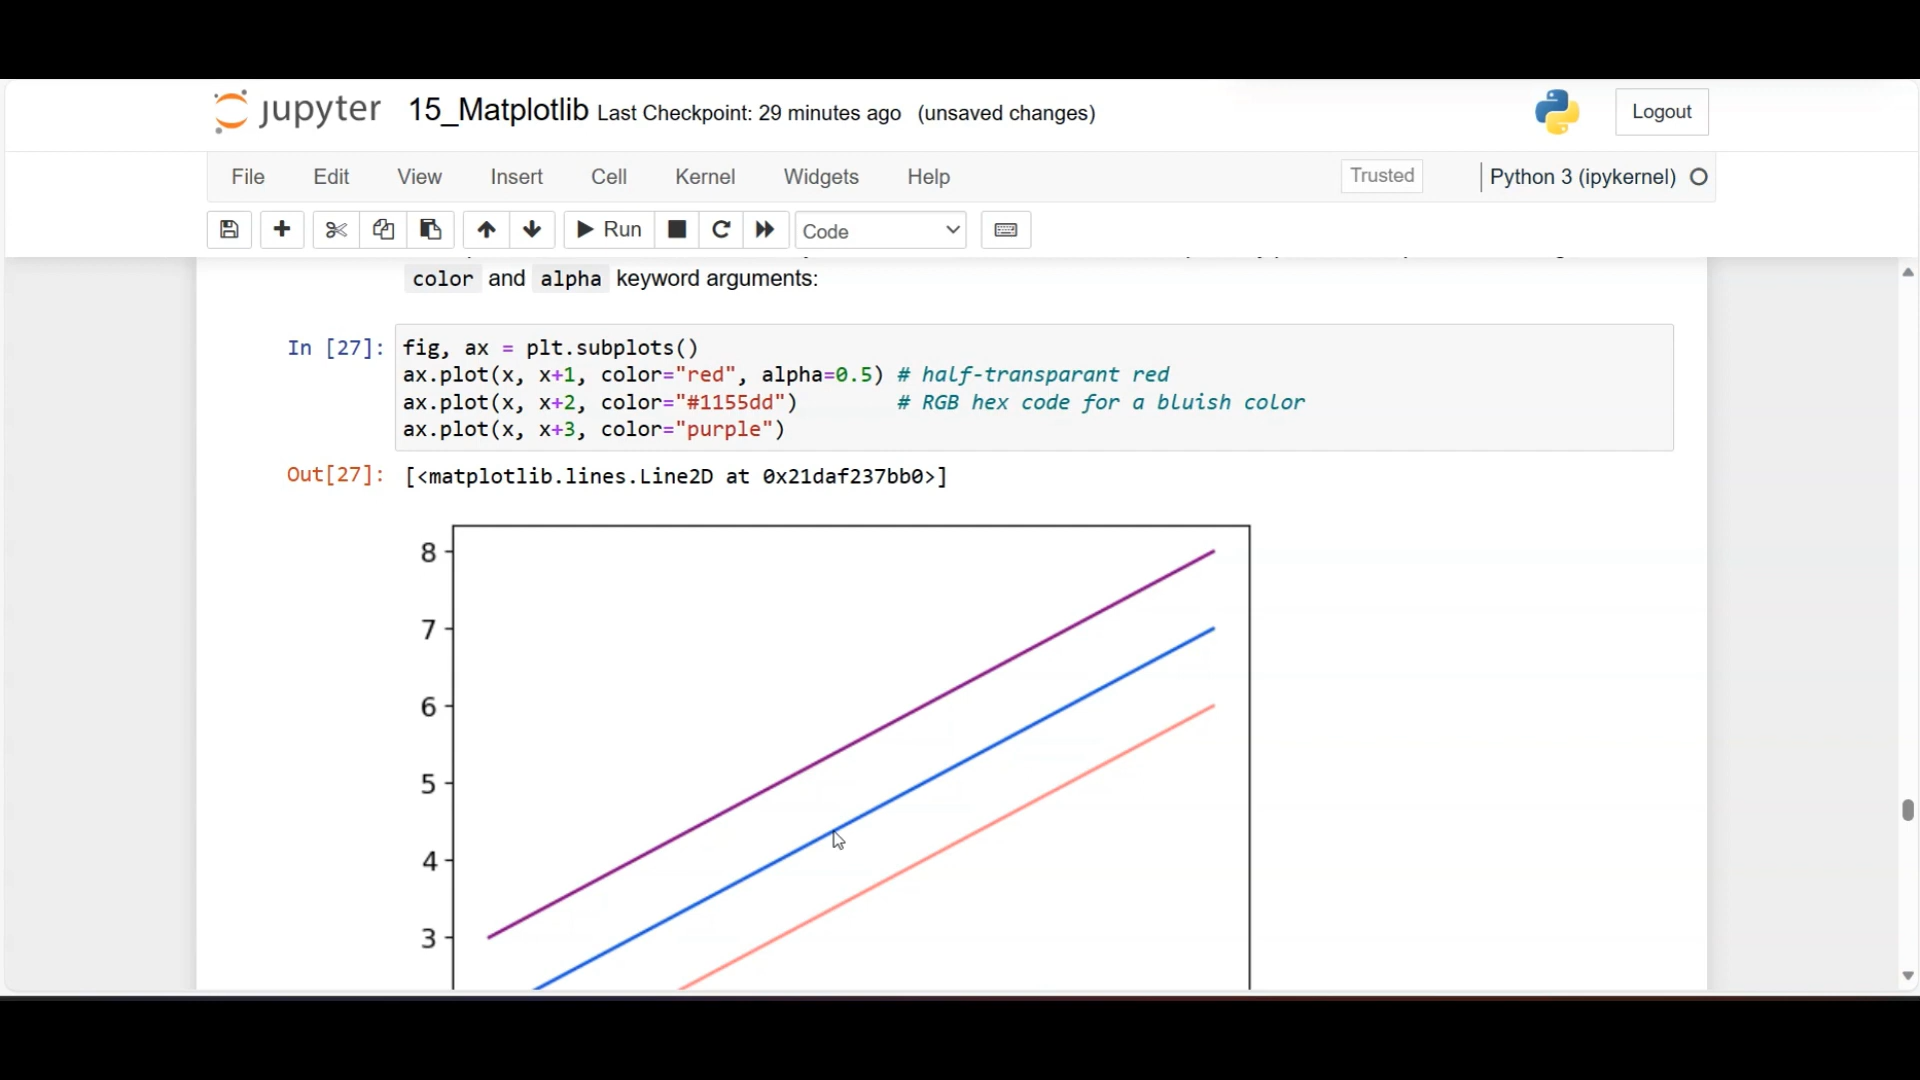 jupyter 15_Matplotlib Last Checkpoint: 29 minutes ago (unsaved changes) Logout
File Edit View Insert Cell Kernel Widgets Help Trusted Python 3 (ipykernel)
Run Code
color and alpha keyword arguments:
In [27]: fig, ax = plt.subplots()
ax.plot(x, x+1, color="red", alpha=0.5) # half-transparant red
ax.plot(x, x+2, color="#1155dd") # RGB hex code for a bluish color
ax.plot(x, x+3, color="purple")
Out[27]: [<matplotlib.lines.Line2D at 0x21daf237bb0>]
8
7
6
5
4
3